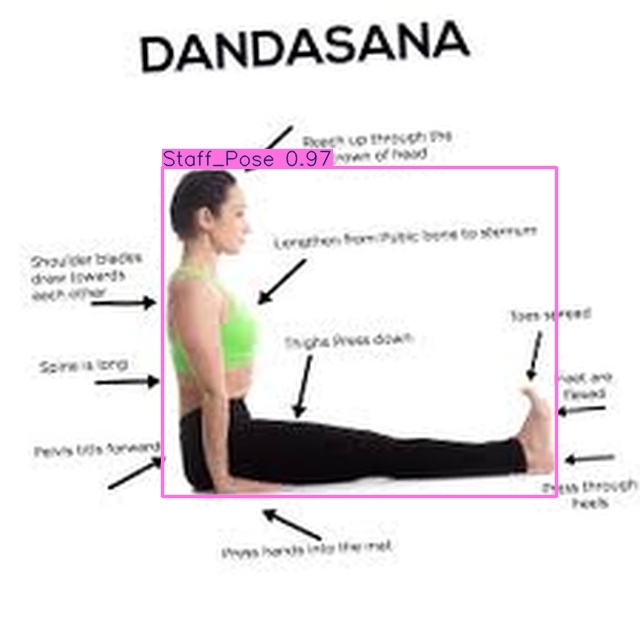 DANDASANA
Reach up through the
crown of head
Staff_Pose 0.97
Lengthen from Pubic bone to sternum
Shoulder blades
draw towards
each other
Toes spread
Thighs Press down
Spine is long
Feet are
flexed
Pelvis tilts forward
Press through
heels
Press hands into the mat